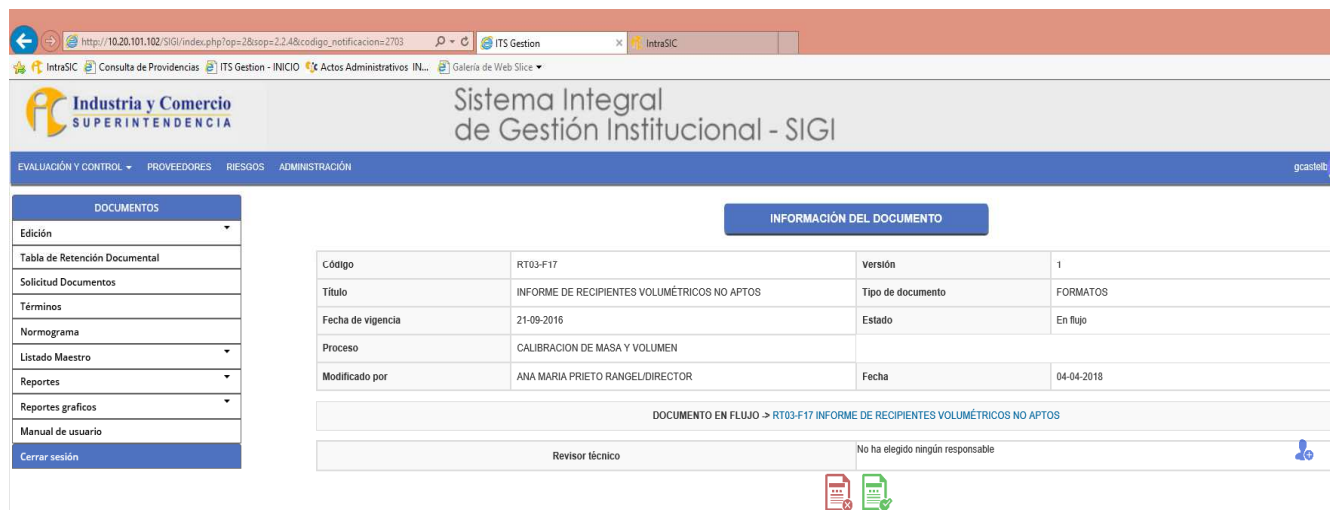 http://10.20.101.102/SIGI/index.php?op=2&sop=2.2.4&codigo_notificacion=2703
ITS Gestion
IntraSIC
IntraSIC Consulta de Providencias ITS Gestion - INICIO Actos Administrativos IN... Galería de Web Slice
Industria y Comercio
SUPERINTENDENCIA
Sistema Integral
de Gestión Institucional - SIGI
EVALUACIÓN Y CONTROL PROVEEDORES RIESGOS ADMINISTRACIÓN gcastelb
DOCUMENTOS
Edición
Tabla de Retención Documental
Solicitud Documentos
Términos
Normograma
Listado Maestro
Reportes
Reportes graficos
Manual de usuario
Cerrar sesión
INFORMACIÓN DEL DOCUMENTO
Código RT03-F17 Versión 1
Título INFORME DE RECIPIENTES VOLUMÉTRICOS NO APTOS Tipo de documento FORMATOS
Fecha de vigencia 21-09-2016 Estado En flujo
Proceso CALIBRACION DE MASA Y VOLUMEN
Modificado por ANA MARIA PRIETO RANGEL/DIRECTOR Fecha 04-04-2018
DOCUMENTO EN FLUJO -> RT03-F17 INFORME DE RECIPIENTES VOLUMÉTRICOS NO APTOS
Revisor técnico No ha elegido ningún responsable